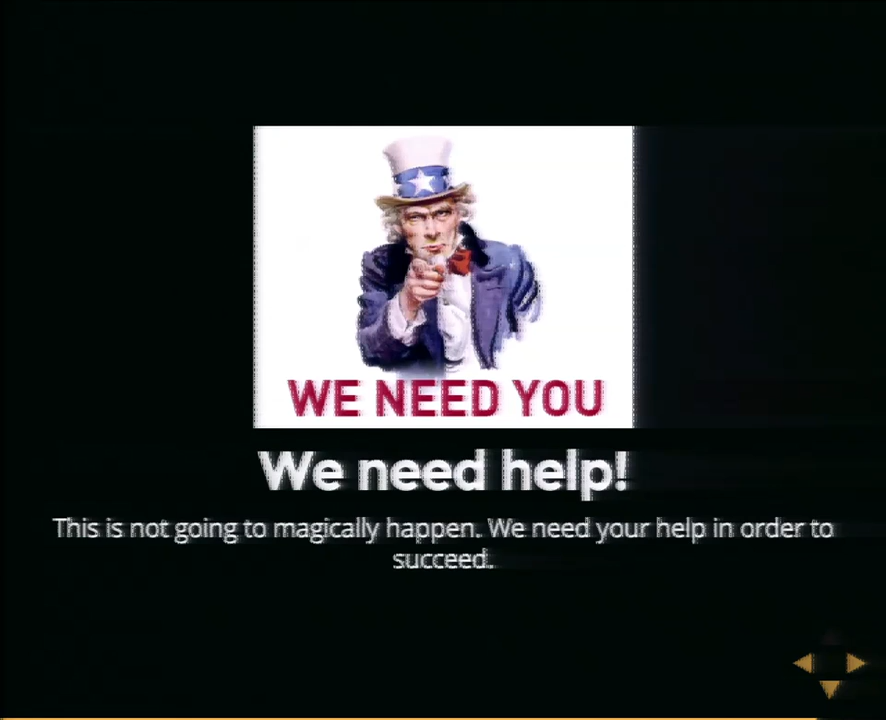 WE NEED YOU
We need help!
This is not going to magically happen. We need your help in order to
succeed.